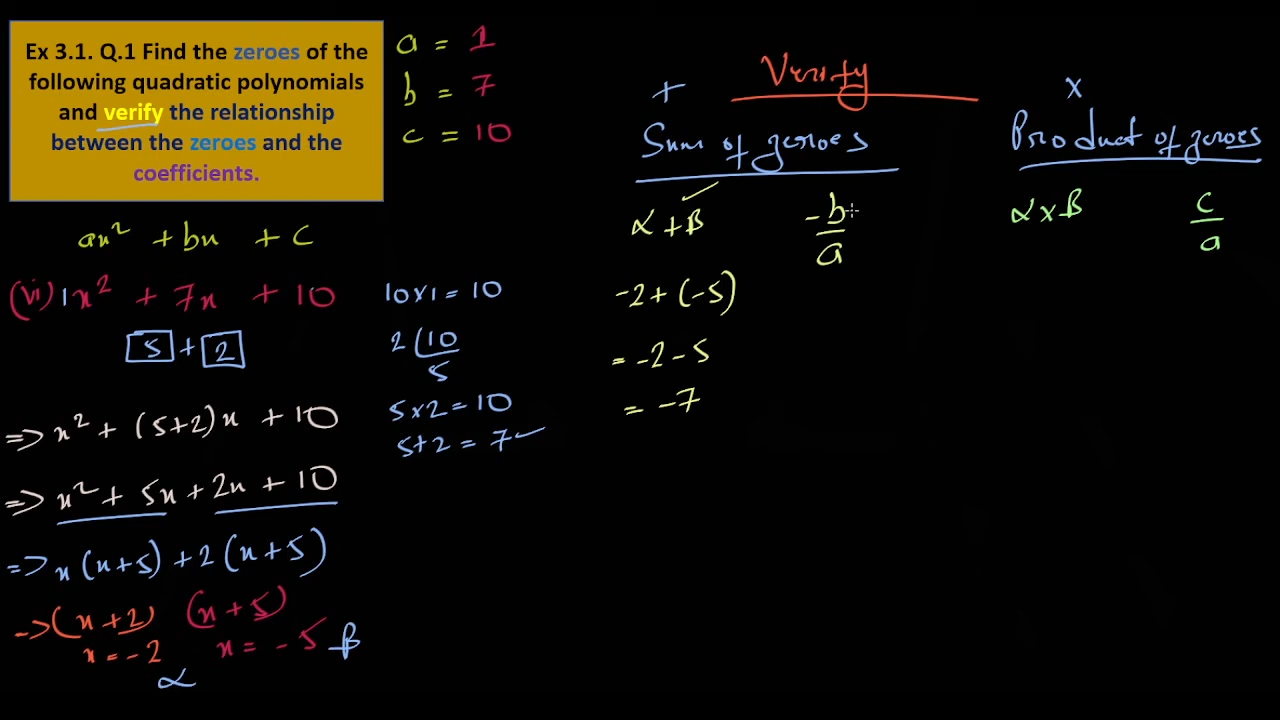 Ex 3.1. Q.1 Find the zeroes of the
following quadratic polynomials
and verify the relationship
between the zeroes and the
coefficients.
a = 1
b = 7
c = 10
ax² + bx + c
(vi) 1x² + 7x + 10
5 + 2
=> x² + (5+2)x + 10
=> x² + 5x + 2x + 10
=> x(x+5) + 2(x+5)
->(x+2) (x+5)
x = -2 x = -5 β
α
10x1 = 10
2 10
5
5x2 = 10
5+2 = 7 ✓
Verify
+
Sum of zeroes
α + β ✓ -b/a
-2 + (-5)
= -2 - 5
= -7
x
Product of zeroes
α x β c/a